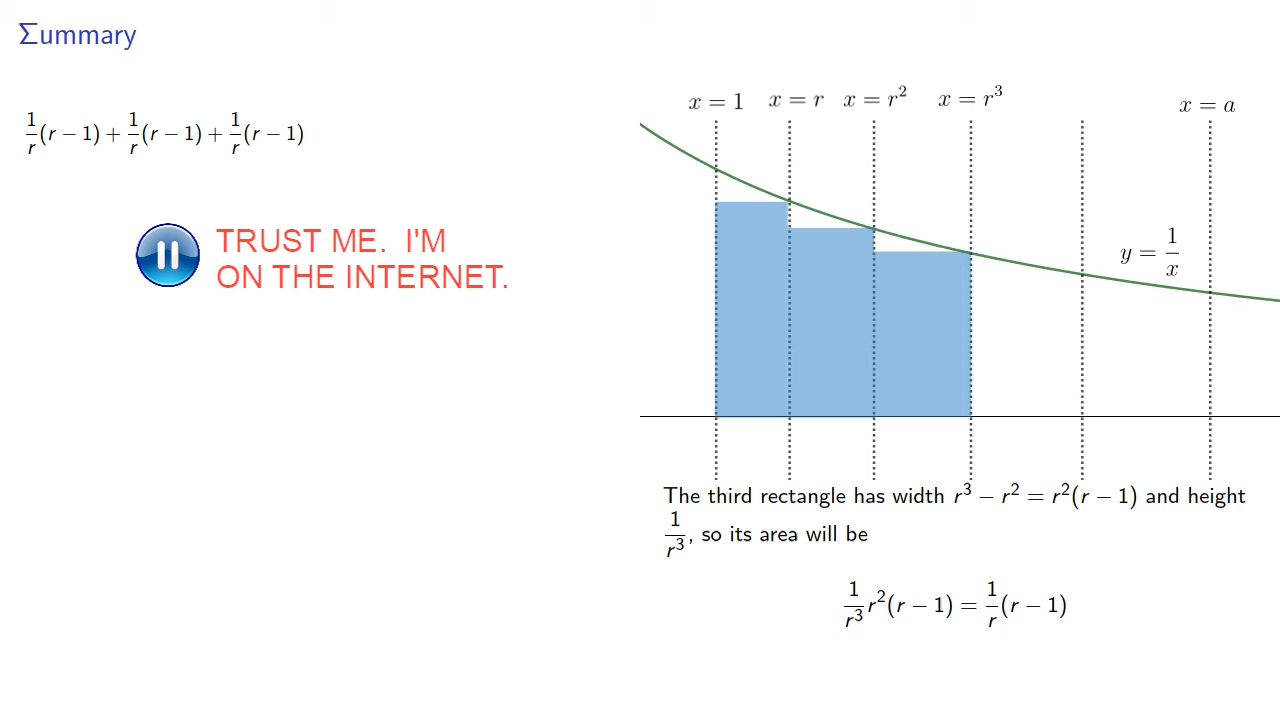 Σummary
1/r(r − 1) + 1/r(r − 1) + 1/r(r − 1)
TRUST ME. I'M
ON THE INTERNET.
x = 1 x = r x = r² x = r³ x = a
y = 1/x
The third rectangle has width r³ − r² = r²(r − 1) and height
1/r³, so its area will be
1/r³ r²(r − 1) = 1/r(r − 1)